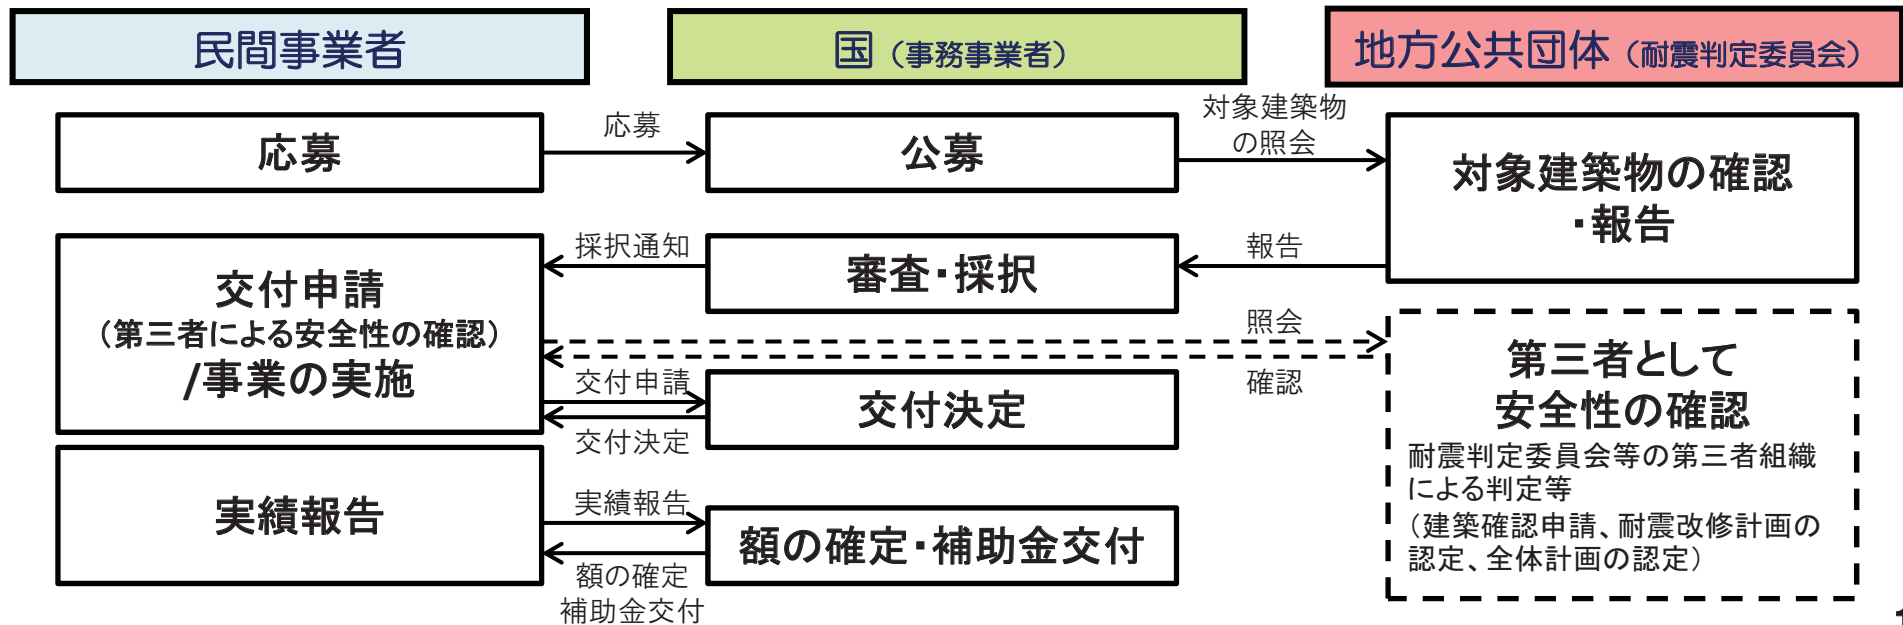 民間事業者
国（事務事業者）
地方公共団体（耐震判定委員会）
応募
応募
公募
対象建築物
の照会
対象建築物の確認
・報告
交付申請
（第三者による安全性の確認）
/事業の実施
採択通知
審査・採択
報告
照会
確認
交付申請
交付決定
交付決定
第三者として
安全性の確認
耐震判定委員会等の第三者組織
による判定等
（建築確認申請、耐震改修計画の
認定、全体計画の認定）
実績報告
実績報告
額の確定・補助金交付
額の確定
補助金交付